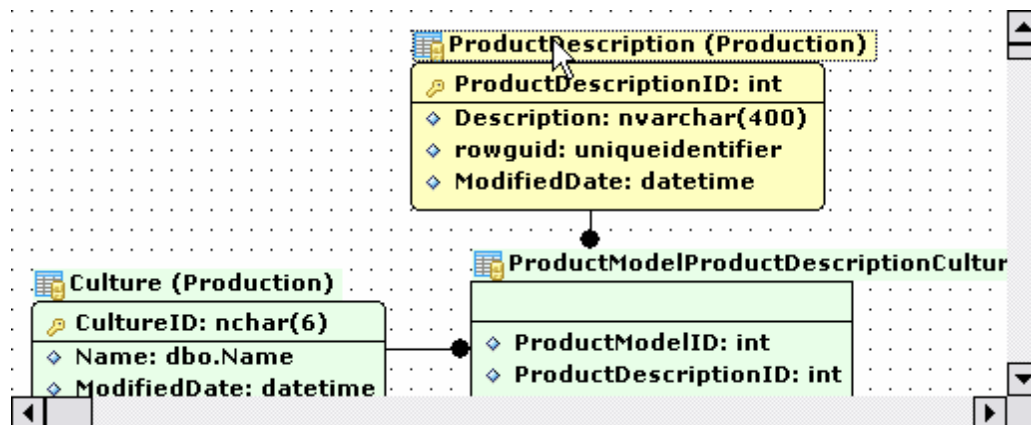 ProductDescription (Production)
ProductDescriptionID: int
Description: nvarchar(400)
rowguid: uniqueidentifier
ModifiedDate: datetime
ProductModelProductDescriptionCultur
ProductModelID: int
ProductDescriptionID: int
Culture (Production)
CultureID: nchar(6)
Name: dbo.Name
ModifiedDate: datetime